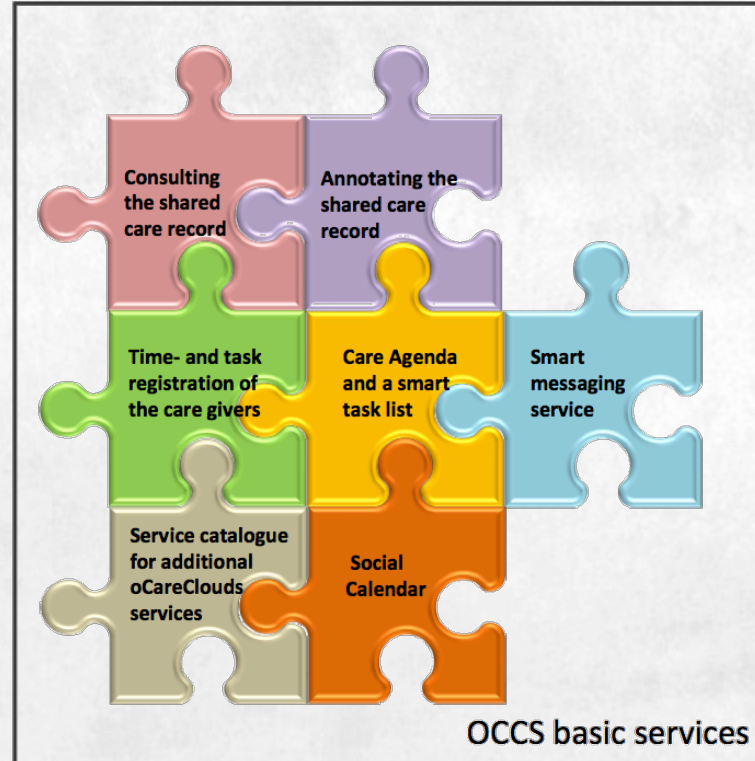 Consulting
the shared
care record
Annotating the
shared care
record
Time- and task
registration of
the care givers
Care Agenda
and a smart
task list
Smart
messaging
service
Service catalogue
for additional
oCareClouds
services
Social
Calendar
OCCS basic services